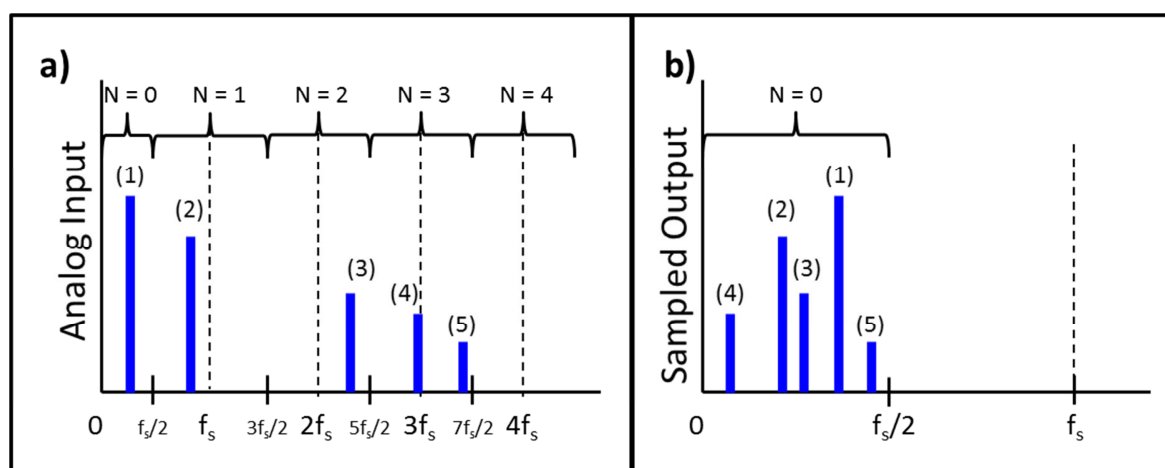 a)
N = 0 N = 1 N = 2 N = 3 N = 4
Analog Input
(1)
(2)
(3)
(4)
(5)
0 fs/2 fs 3fs/2 2fs 5fs/2 3fs 7fs/2 4fs
b)
N = 0
Sampled Output
(1)
(2)
(3)
(4)
(5)
0 fs/2 fs